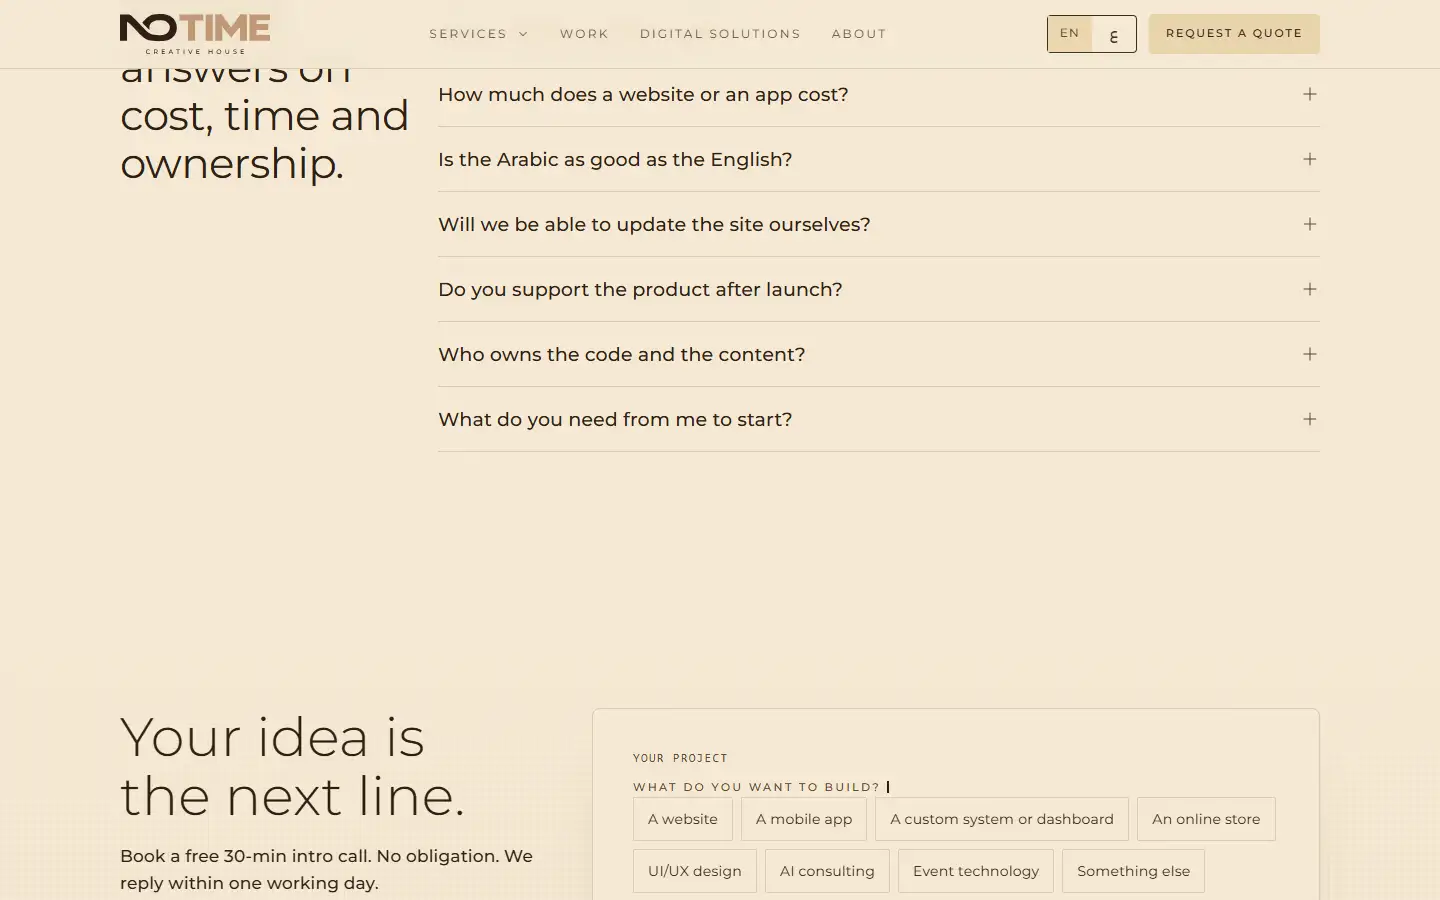 NOTIME
CREATIVE HOUSE
SERVICES
WORK
DIGITAL SOLUTIONS
ABOUT
EN
ع
REQUEST A QUOTE
answers on
cost, time and
ownership.
How much does a website or an app cost?
Is the Arabic as good as the English?
Will we be able to update the site ourselves?
Do you support the product after launch?
Who owns the code and the content?
What do you need from me to start?
Your idea is
the next line.
Book a free 30-min intro call. No obligation. We
reply within one working day.
YOUR PROJECT
WHAT DO YOU WANT TO BUILD?
A website
A mobile app
A custom system or dashboard
An online store
UI/UX design
AI consulting
Event technology
Something else